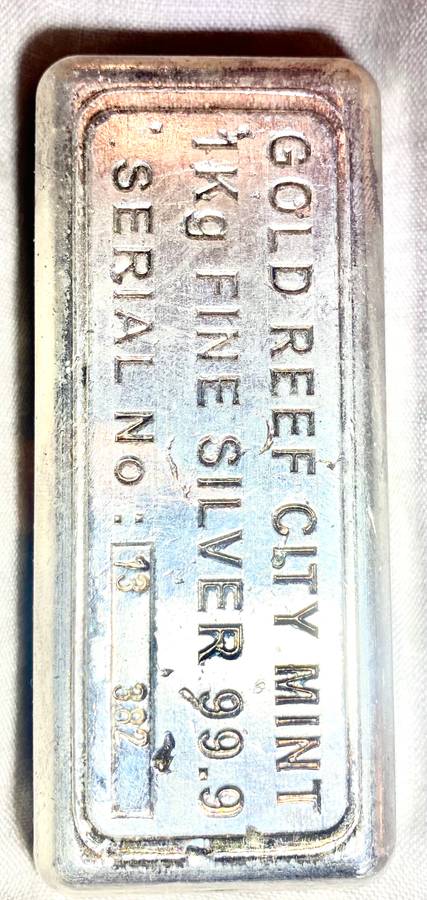 GOLD REEF CITY MINT
1Kg FINE SILVER 99.9
SERIAL No: 13 382